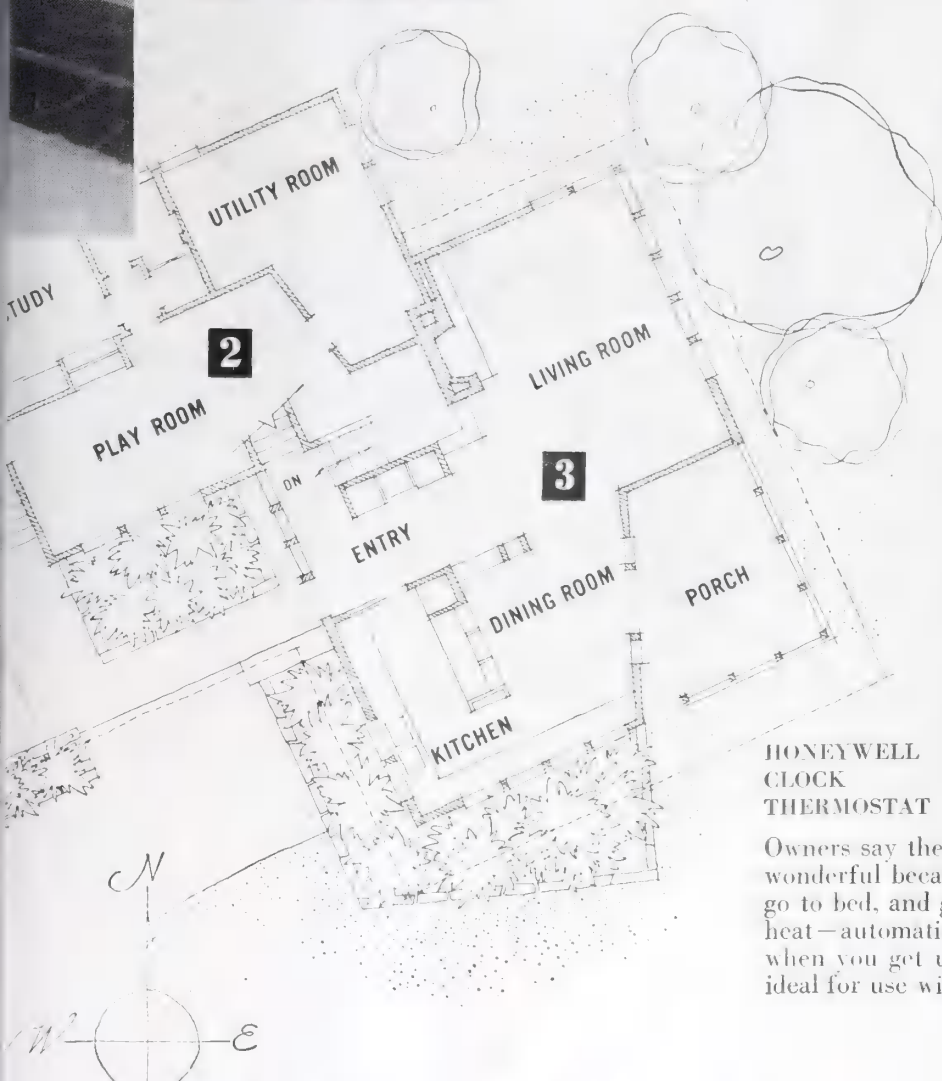 UTILITY ROOM
TUDY
2
LIVING ROOM
PLAY ROOM
3
DN
ENTRY
DINING ROOM
PORCH
KITCHEN
HONEYWELL
CLOCK
THERMOSTAT
Owners say the
wonderful beca
go to bed, and g
heat—automati
when you get u
ideal for use wi
N
W
E